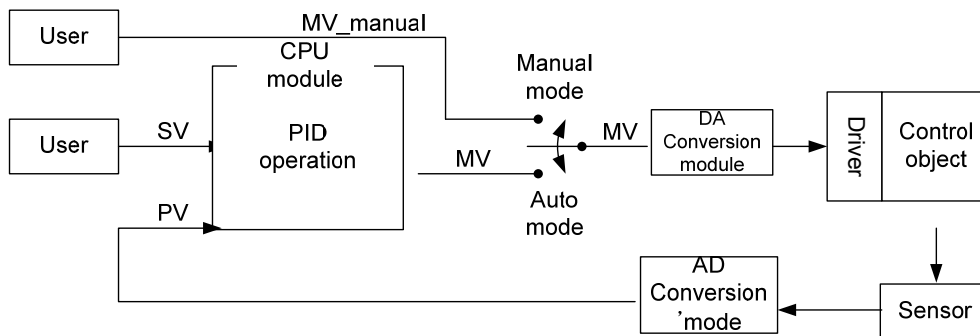 User
MV_manual
CPU
module
Manual
mode
User
SV
PID
operation
MV
MV
DA
Conversion
module
Driver
Control
object
Auto
mode
PV
AD
Conversion
'mode
Sensor